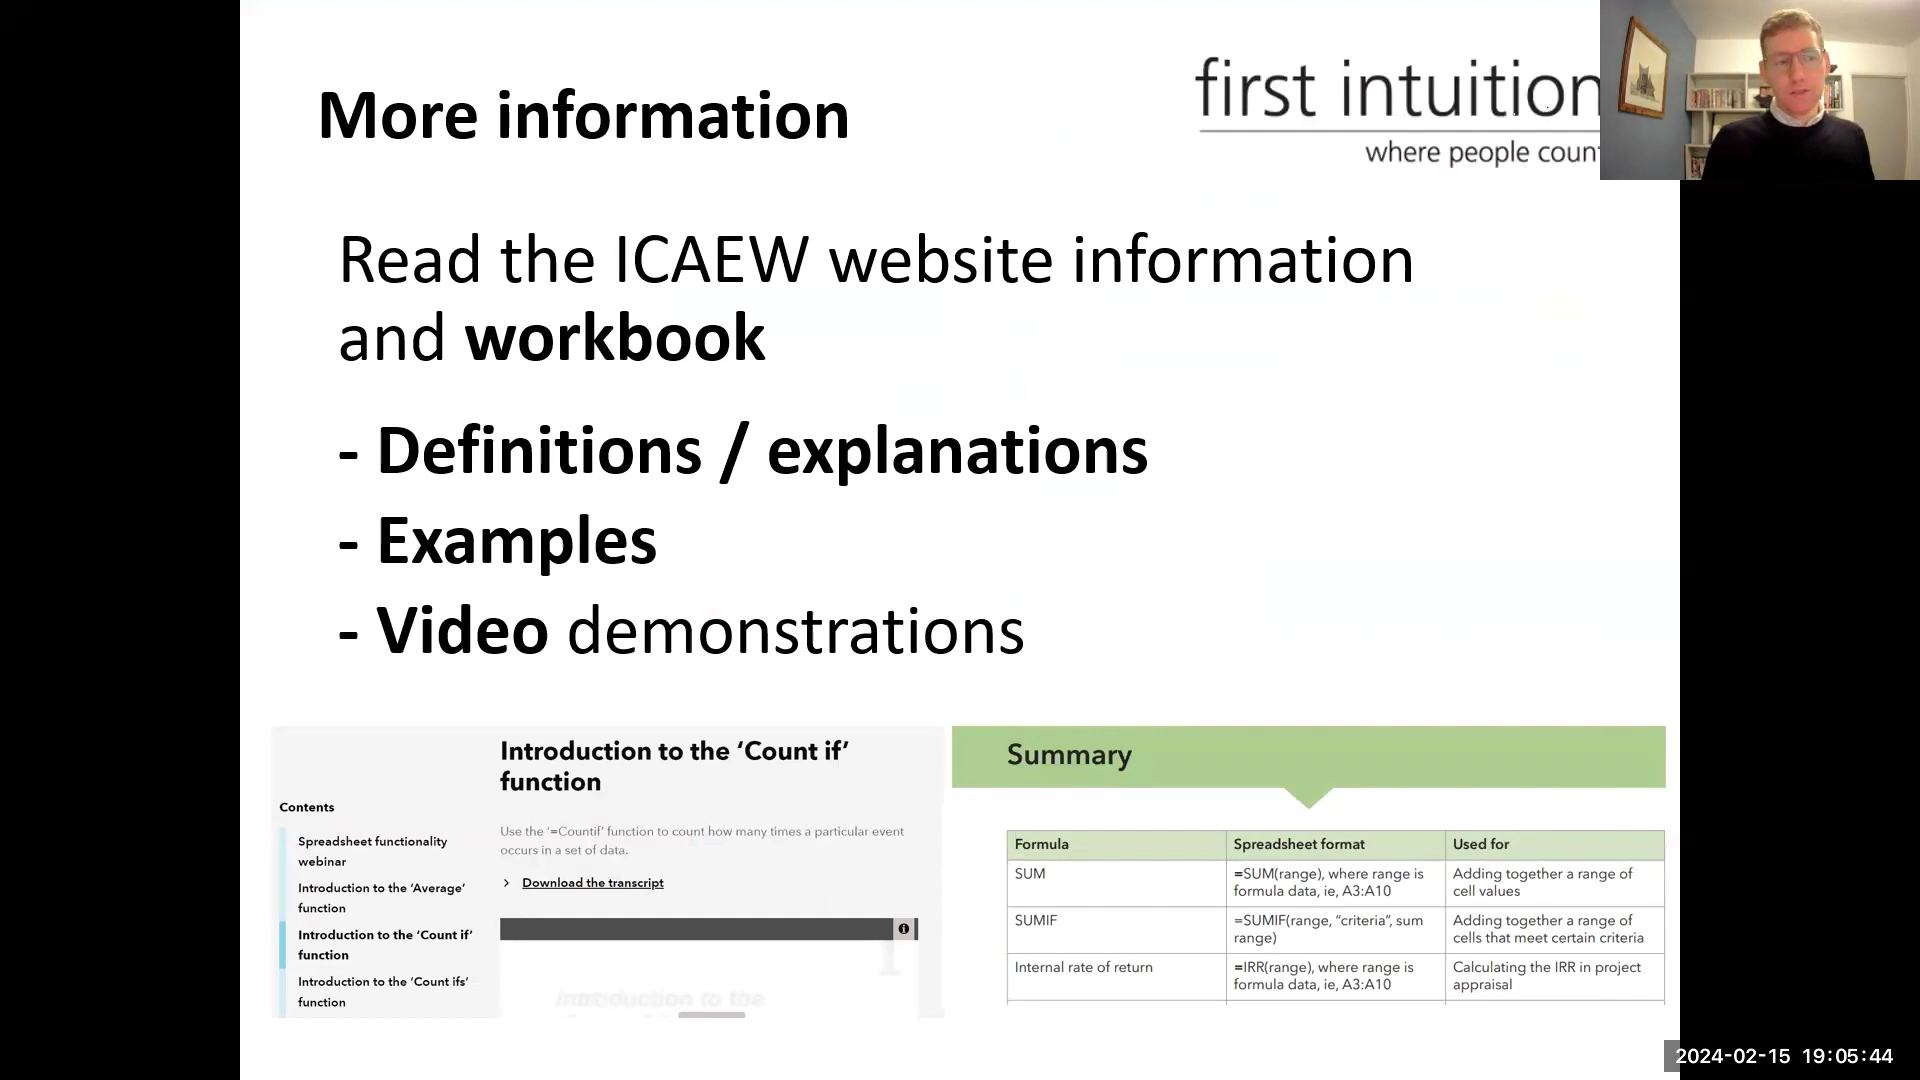 More information
first intuition
where people coun
Read the ICAEW website information
and workbook
- Definitions / explanations
- Examples
- Video demonstrations
Contents
Spreadsheet functionality
webinar
Introduction to the ‘Average’
function
Introduction to the ‘Count if’
function
Introduction to the ‘Count ifs’
function
Introduction to the ‘Count if’
function
Use the ‘=Countif’ function to count how many times a particular event
occurs in a set of data.
Download the transcript
Introduction to the
Summary
Formula Spreadsheet format Used for
SUM =SUM(range), where range is Adding together a range of
formula data, ie, A3:A10 cell values
SUMIF =SUMIF(range, “criteria”, sum Adding together a range of
range) cells that meet certain criteria
Internal rate of return =IRR(range), where range is Calculating the IRR in project
formula data, ie, A3:A10 appraisal
2024-02-15 19:05:44